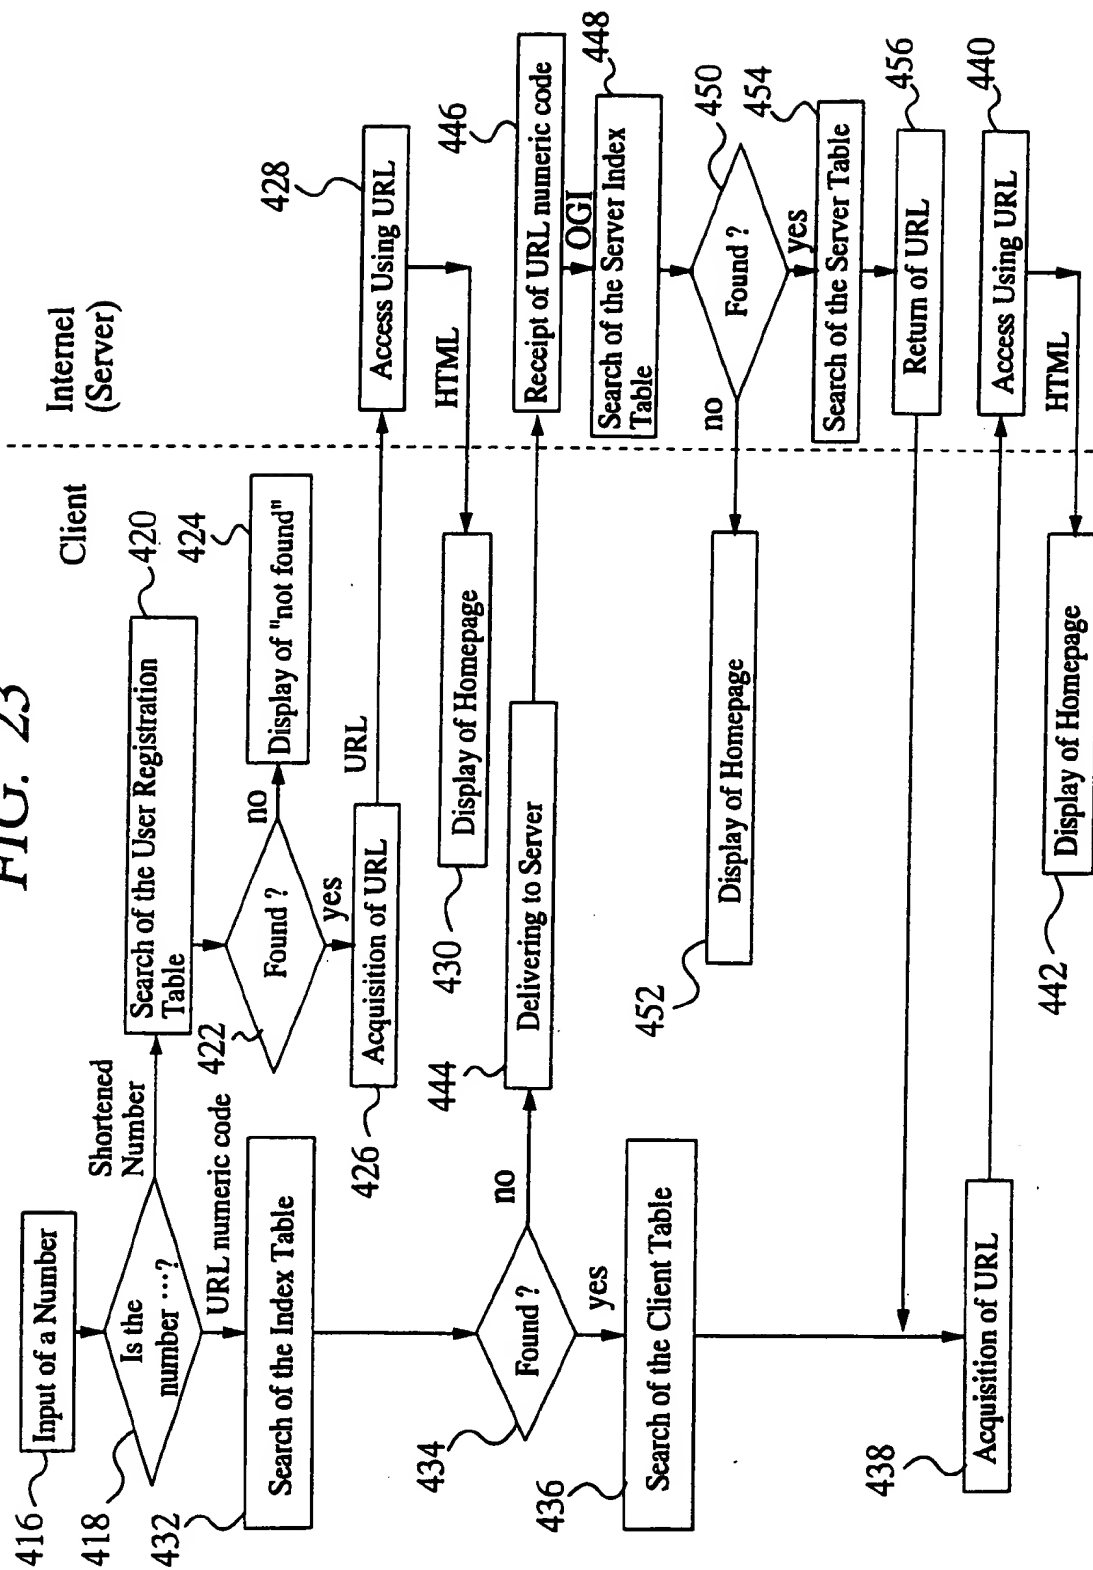 FIG. 23
Client
Internel
(Server)
416
Input of a Number
418
Is the
number ···?
Shortened
Number
URL numeric code
420
Search of the User Registration
Table
422
Found ?
no
424
Display of "not found"
yes
426
Acquisition of URL
URL
428
Access Using URL
HTML
430
Display of Homepage
432
Search of the Index Table
434
Found ?
no
444
Delivering to Server
446
Receipt of URL numeric code
OGI
448
Search of the Server Index
Table
450
Found ?
no
452
Display of Homepage
yes
454
Search of the Server Table
456
Return of URL
yes
436
Search of the Client Table
438
Acquisition of URL
440
Access Using URL
HTML
442
Display of Homepage